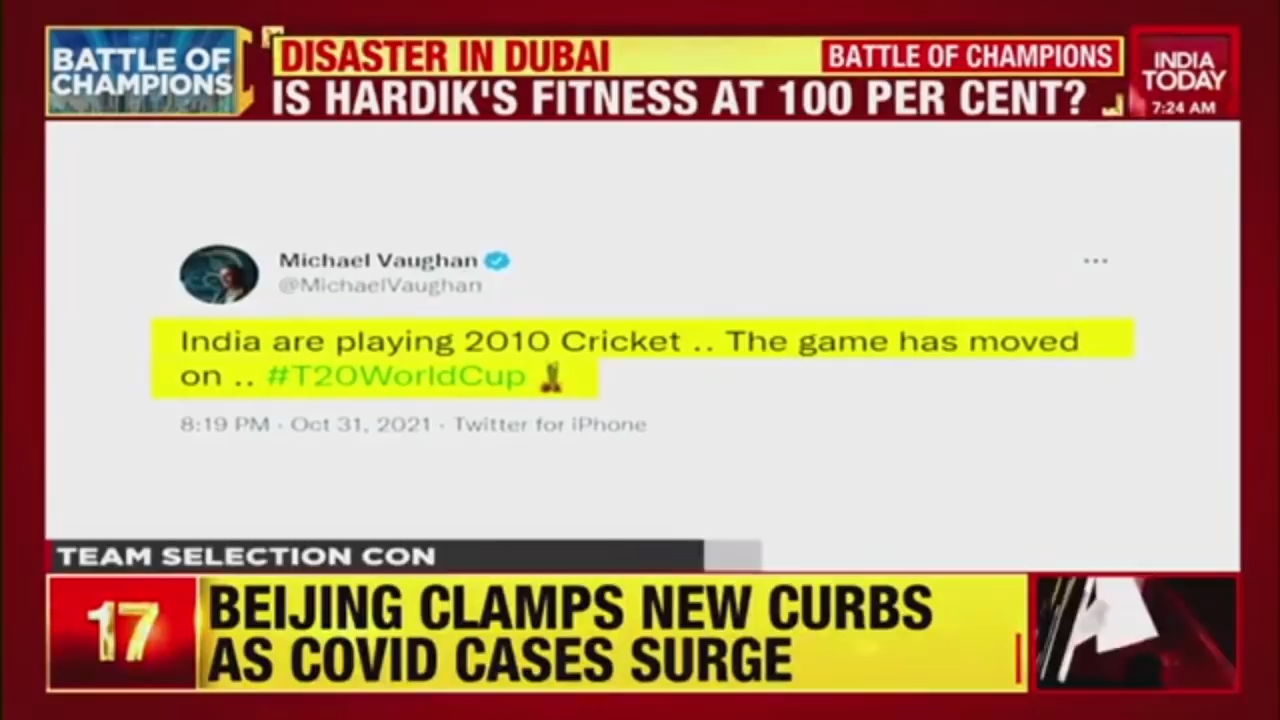 BATTLE OF
CHAMPIONS
DISASTER IN DUBAI
BATTLE OF CHAMPIONS
IS HARDIK'S FITNESS AT 100 PER CENT?
INDIA
TODAY
7:24 AM
Michael Vaughan
@MichaelVaughan
India are playing 2010 Cricket .. The game has moved
on .. #T20WorldCup
8:19 PM · Oct 31, 2021 · Twitter for iPhone
TEAM SELECTION CON
17
BEIJING CLAMPS NEW CURBS
AS COVID CASES SURGE